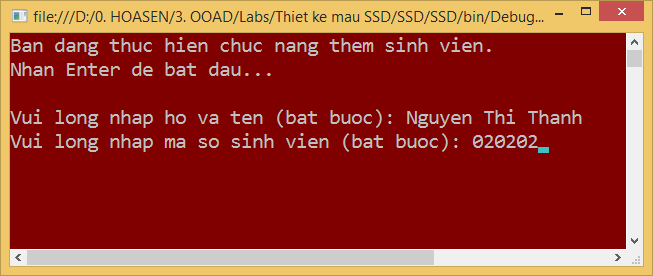 file:///D:/0. HOASEN/3. OOAD/Labs/Thiet ke mau SSD/SSD/SSD/bin/Debug...
Ban dang thuc hien chuc nang them sinh vien.
Nhan Enter de bat dau...
Vui long nhap ho va ten (bat buoc): Nguyen Thi Thanh
Vui long nhap ma so sinh vien (bat buoc): 020202